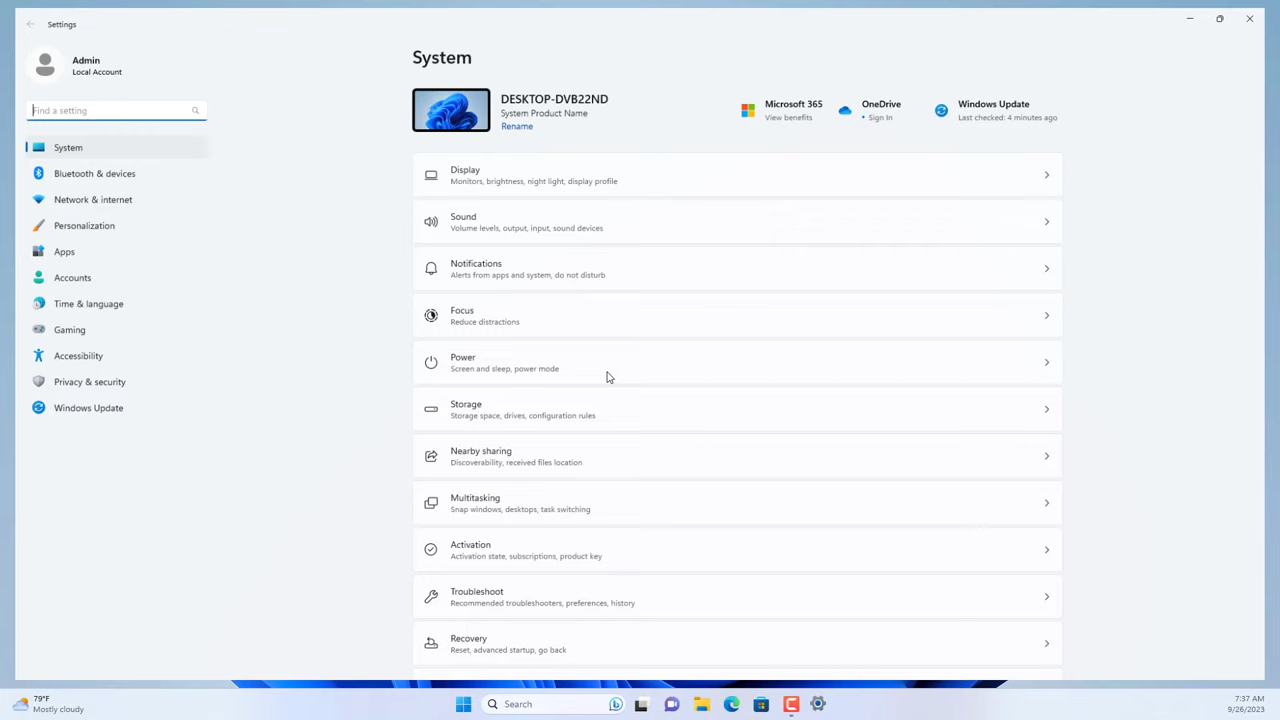 Settings
Admin
Local Account
Find a setting
System
Bluetooth & devices
Network & internet
Personalization
Apps
Accounts
Time & language
Gaming
Accessibility
Privacy & security
Windows Update
System
DESKTOP-DVB22ND
System Product Name
Rename
Microsoft 365
View benefits
OneDrive
• Sign In
Windows Update
Last checked: 4 minutes ago
Display
Monitors, brightness, night light, display profile
Sound
Volume levels, output, input, sound devices
Notifications
Alerts from apps and system, do not disturb
Focus
Reduce distractions
Power
Screen and sleep, power mode
Storage
Storage space, drives, configuration rules
Nearby sharing
Discoverability, received files location
Multitasking
Snap windows, desktops, task switching
Activation
Activation state, subscriptions, product key
Troubleshoot
Recommended troubleshooters, preferences, history
Recovery
Reset, advanced startup, go back
79°F
Mostly cloudy
Search
7:37 AM
9/26/2023